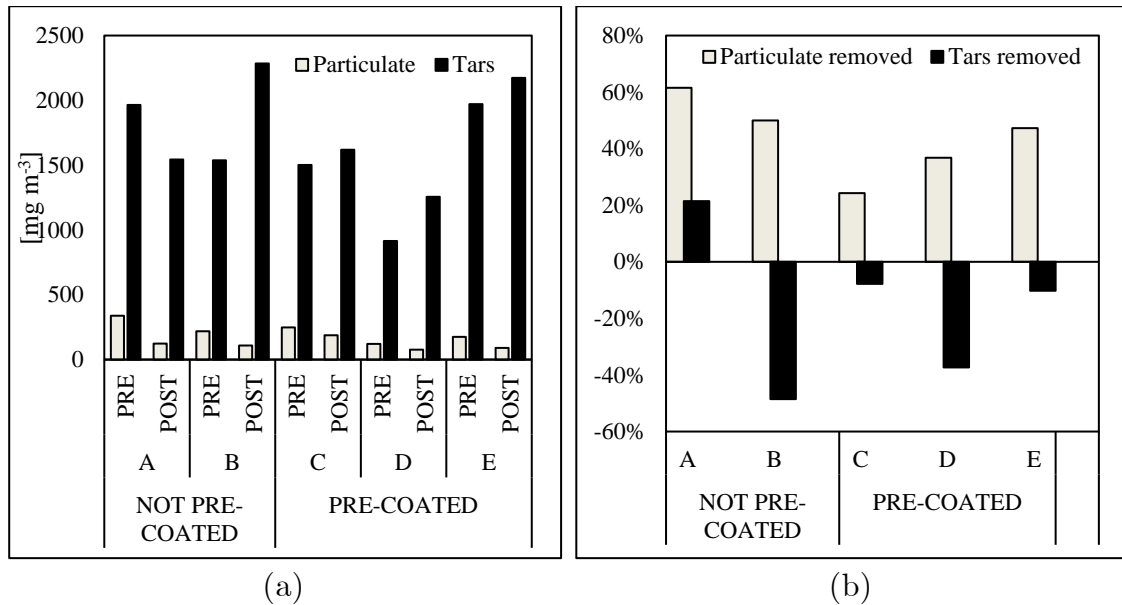 2500
2000
1500
1000
500
0
[mg m-3]
Particulate Tars
PRE POST PRE POST PRE POST PRE POST PRE POST
A B C D E
NOT PRE-
COATED
PRE-COATED
(a)
80%
60%
40%
20%
0%
-20%
-40%
-60%
Particulate removed Tars removed
A B C D E
NOT PRE-
COATED
PRE-COATED
(b)